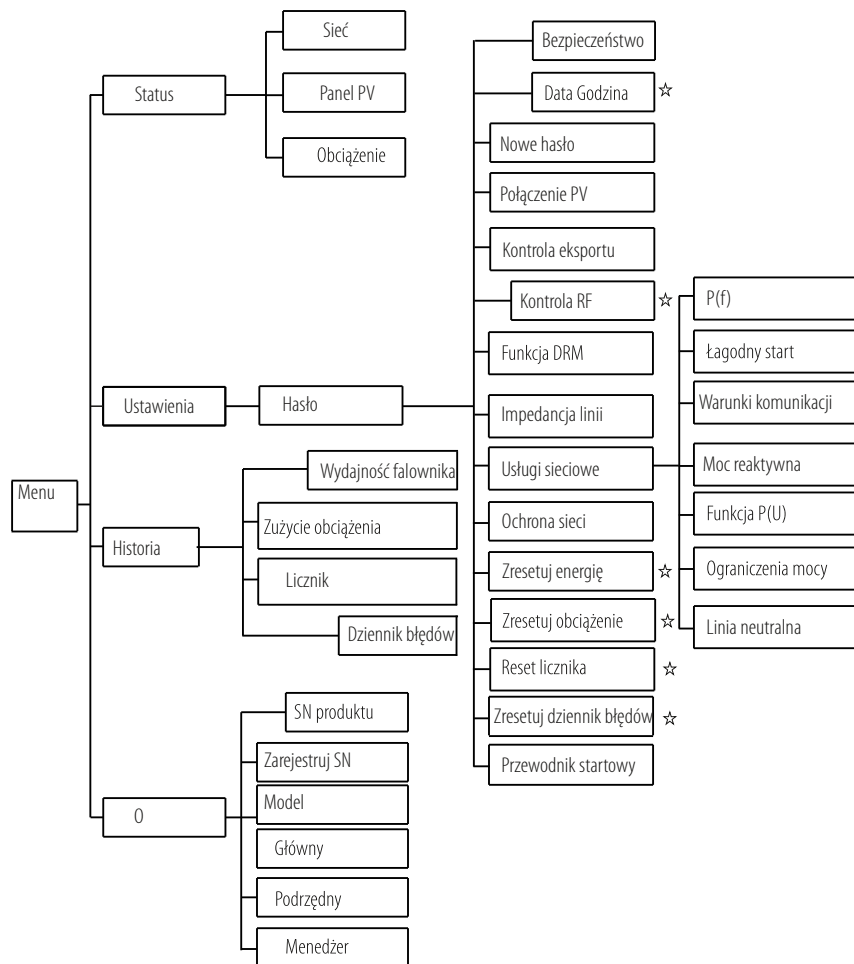 Menu
Status
Sieć
Panel PV
Obciążenie
Ustawienia
Hasło
Bezpieczeństwo
Data Godzina ☆
Nowe hasło
Połączenie PV
Kontrola eksportu
Kontrola RF ☆
Funkcja DRM
Impedancja linii
Usługi sieciowe
P(f)
Łagodny start
Warunki komunikacji
Moc reaktywna
Funkcja P(U)
Ograniczenia mocy
Linia neutralna
Ochrona sieci
Zresetuj energię ☆
Zresetuj obciążenie ☆
Reset licznika ☆
Zresetuj dziennik błędów ☆
Przewodnik startowy
Historia
Wydajność falownika
Zużycie obciążenia
Licznik
Dziennik błędów
O
SN produktu
Zarejestruj SN
Model
Główny
Podrzędny
Menedżer